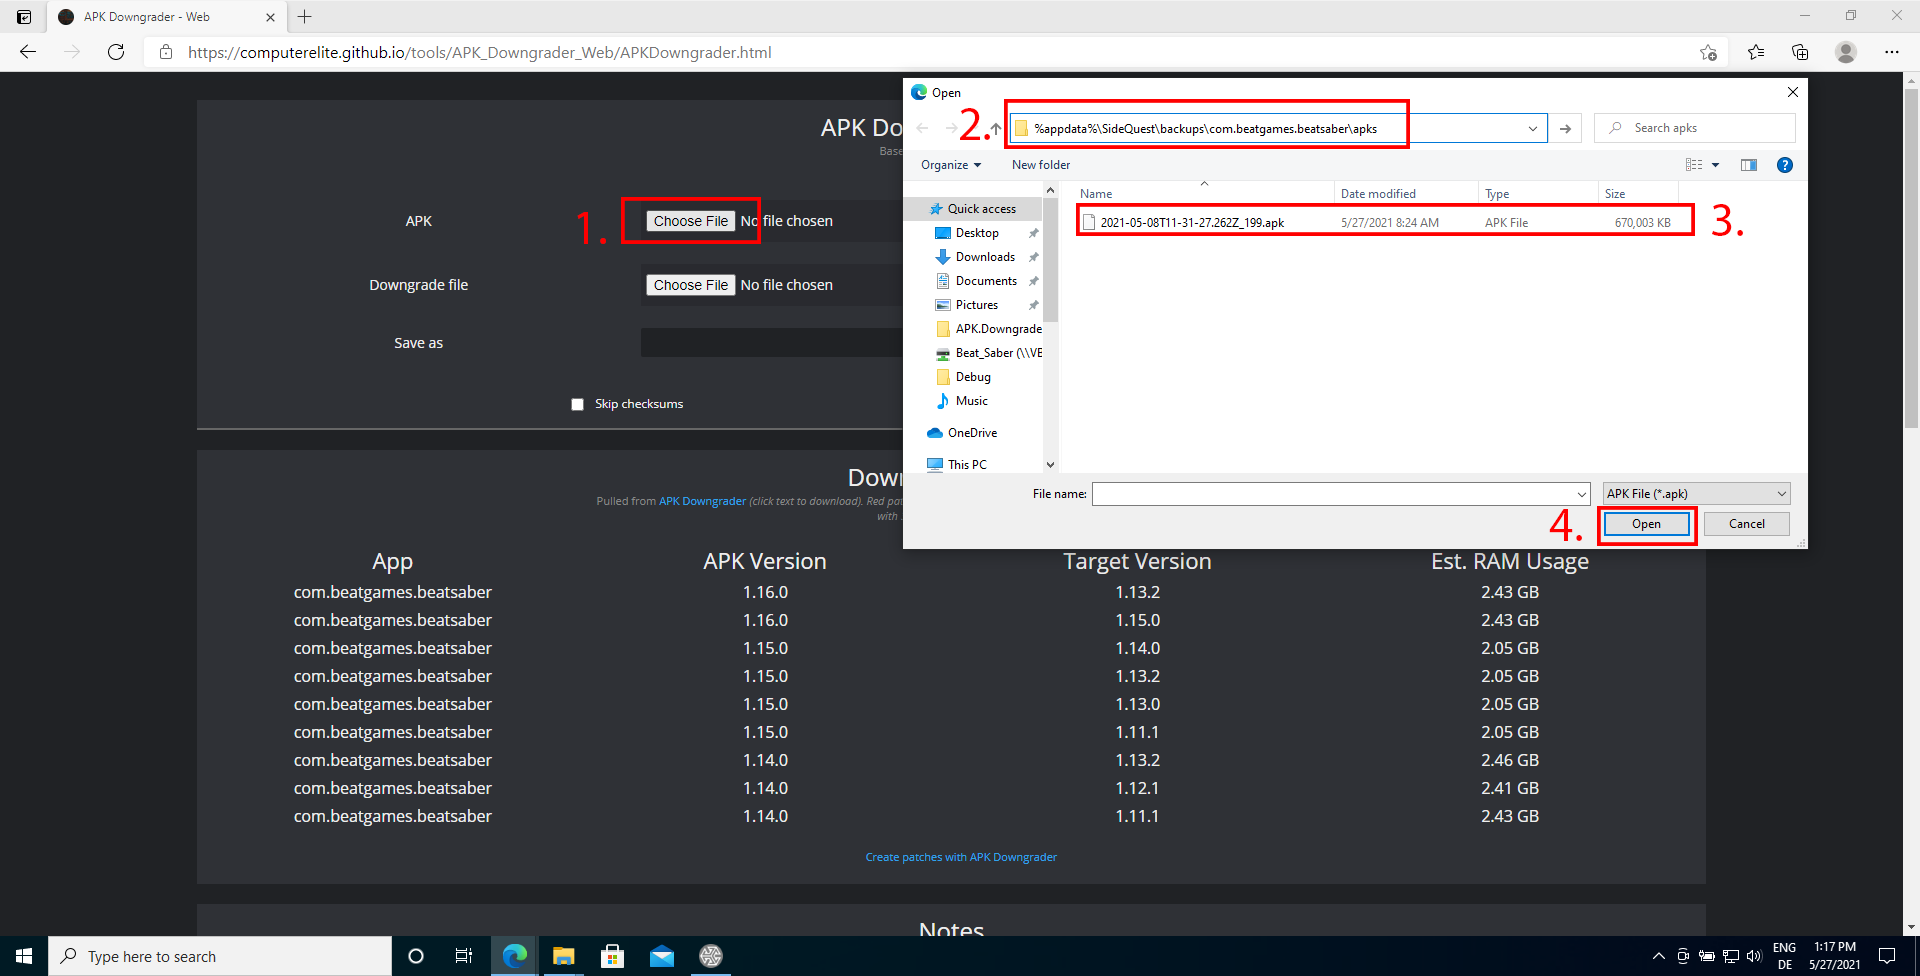 APK Downgrader - Web
https://computerelite.github.io/tools/APK_Downgrader_Web/APKDowngrader.html
APK Do
Base
1.
APK
Choose File No file chosen
Downgrade file
Choose File No file chosen
Save as
Skip checksums
Open
2.
%appdata%\SideQuest\backups\com.beatgames.beatsaber\apks
Search apks
Organize
New folder
Name
Date modified
Type
Size
2021-05-08T11-31-27.262Z_199.apk
5/27/2021 8:24 AM
APK File
670,003 KB
3.
Quick access
Desktop
Downloads
Documents
Pictures
APK.Downgrade
Beat_Saber (\\VE
Debug
Music
OneDrive
This PC
File name:
APK File (*.apk)
4.
Open
Cancel
Down
Pulled from APK Downgrader (click text to download). Red pat
with
App APK Version Target Version Est. RAM Usage
com.beatgames.beatsaber 1.16.0 1.13.2 2.43 GB
com.beatgames.beatsaber 1.16.0 1.15.0 2.43 GB
com.beatgames.beatsaber 1.15.0 1.14.0 2.05 GB
com.beatgames.beatsaber 1.15.0 1.13.2 2.05 GB
com.beatgames.beatsaber 1.15.0 1.13.0 2.05 GB
com.beatgames.beatsaber 1.15.0 1.11.1 2.05 GB
com.beatgames.beatsaber 1.14.0 1.13.2 2.46 GB
com.beatgames.beatsaber 1.14.0 1.12.1 2.41 GB
com.beatgames.beatsaber 1.14.0 1.11.1 2.43 GB
Create patches with APK Downgrader
Notes
Type here to search
ENG
DE
1:17 PM
5/27/2021